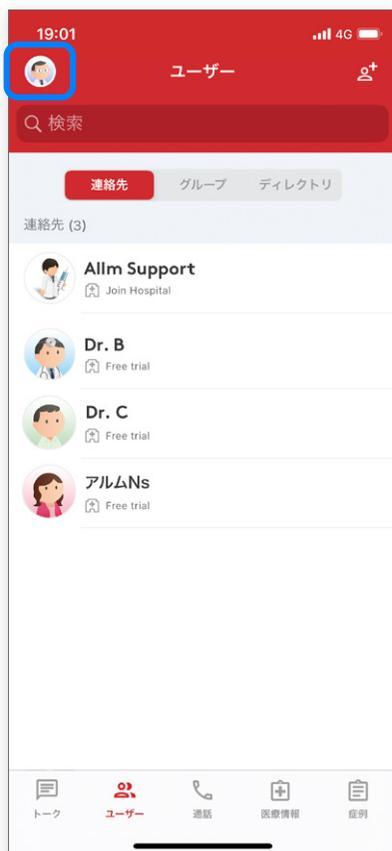 19:01 4G
ユーザー
検索
連絡先 グループ ディレクトリ
連絡先 (3)
Allm Support
Join Hospital
Dr. B
Free trial
Dr. C
Free trial
アルムNs
Free trial
トーク ユーザー 通話 医療情報 症例